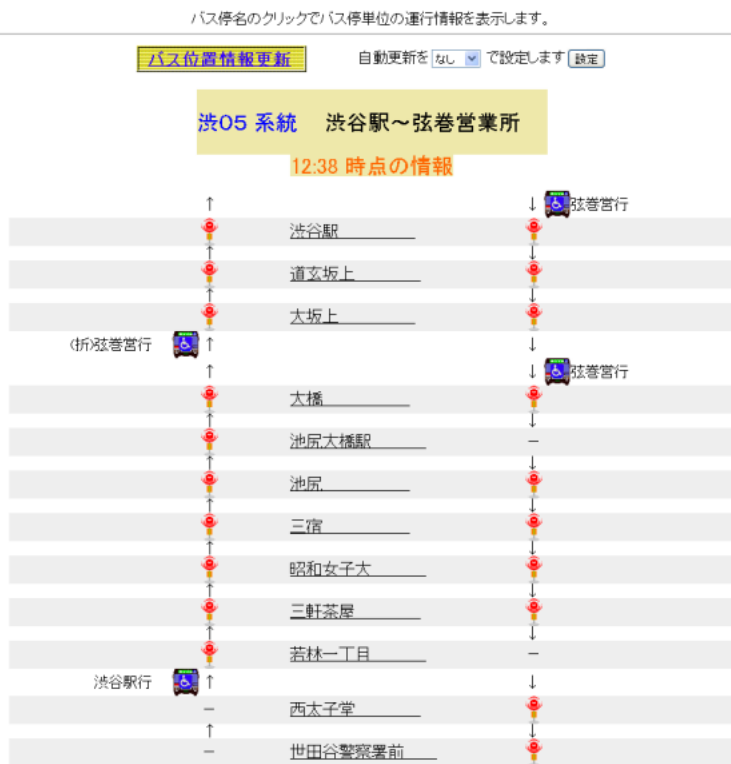 バス停名のクリックでバス停単位の運行情報を表示します。
バス位置情報更新 自動更新を なし で設定します 設定
渋05 系統 渋谷駅～弦巻営業所
12:38 時点の情報
↑ ↓ 弦巻営行
渋谷駅
↑ ↓
道玄坂上
↑ ↓
大坂上
(折)弦巻営行 ↑ ↓
↑ ↓ 弦巻営行
大橋
↑ ↓
池尻大橋駅 －
↑ ↓
池尻
↑ ↓
三宿
↑ ↓
昭和女子大
↑ ↓
三軒茶屋
↑ ↓
若林一丁目 －
渋谷駅行 ↑ ↓
－ 西太子堂
↑ ↓
－ 世田谷警察署前